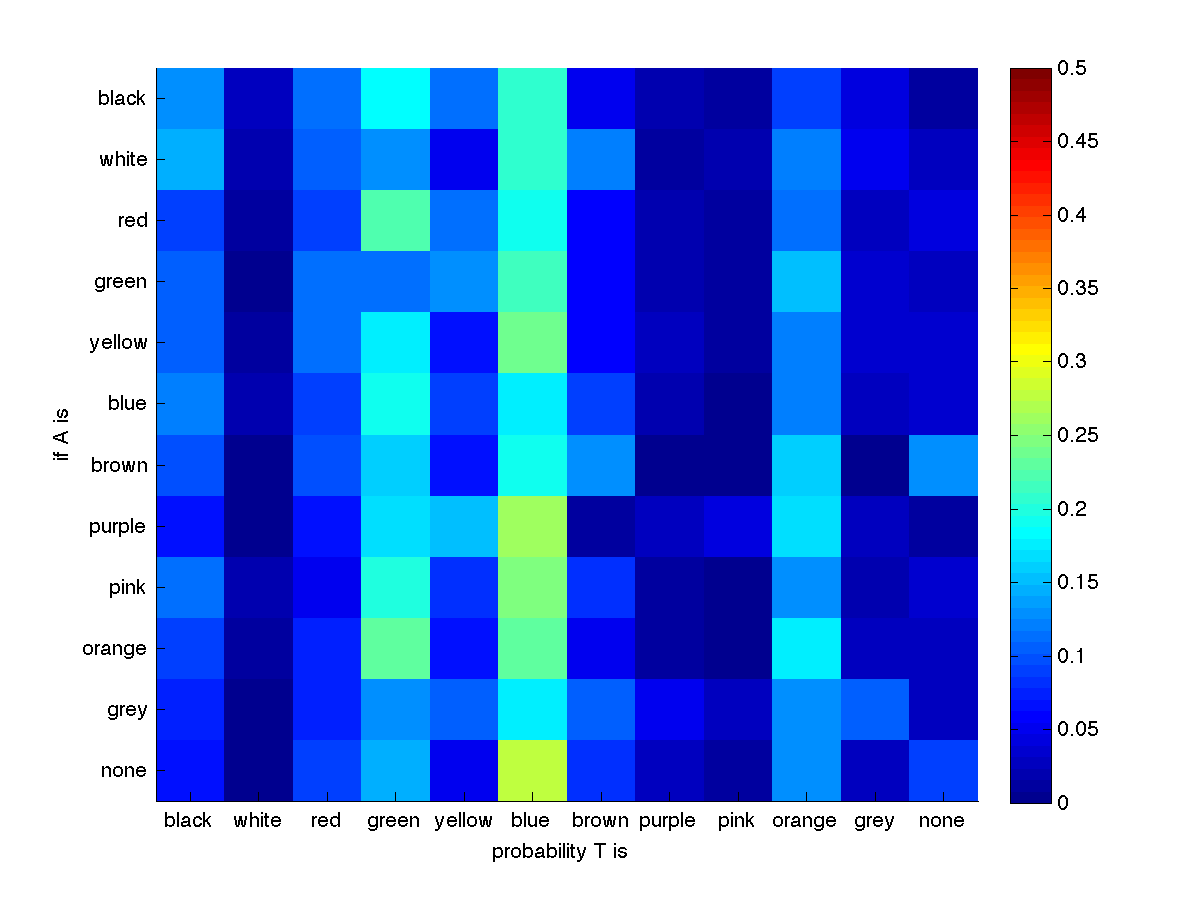 black
white
red
green
yellow
blue
brown
purple
pink
orange
grey
none
if A is
black white red green yellow blue brown purple pink orange grey none
probability T is
0.5
0.45
0.4
0.35
0.3
0.25
0.2
0.15
0.1
0.05
0